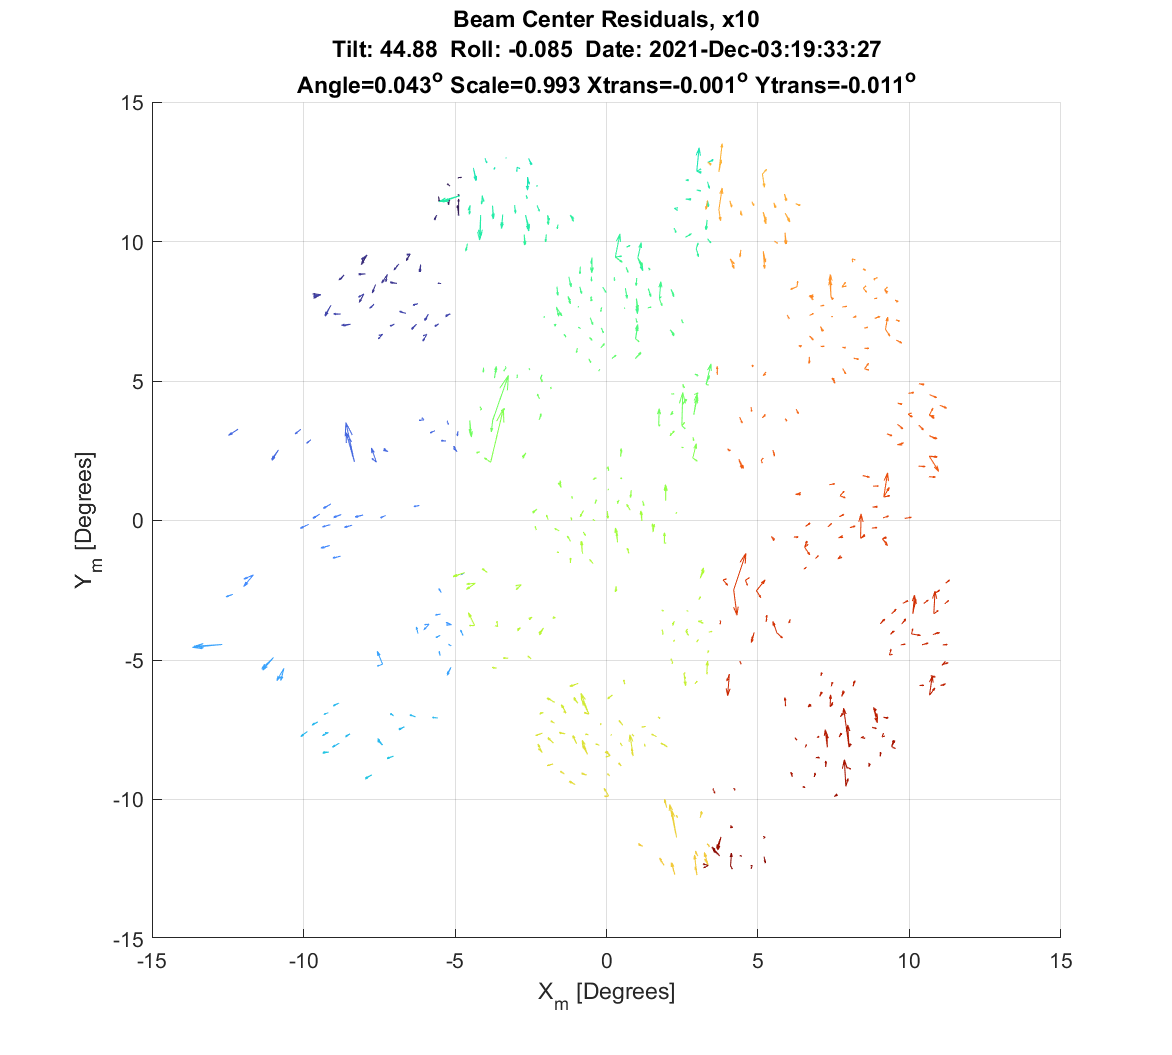 Beam Center Residuals, x10
Tilt: 44.88 Roll: -0.085 Date: 2021-Dec-03:19:33:27
Angle=0.043° Scale=0.993 Xtrans=-0.001° Ytrans=-0.011°
15
10
5
0
-5
-10
-15
Y_m [Degrees]
-15 -10 -5 0 5 10 15
X_m [Degrees]